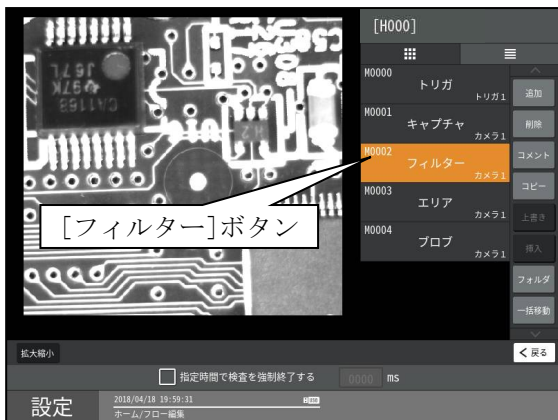 [H000]
M0000
トリガ
トリガ1
追加
M0001
キャプチャ
カメラ1
削除
M0002
フィルター
カメラ1
コメント
コピー
M0003
エリア
カメラ1
上書き
M0004
ブロブ
カメラ1
挿入
フォルダ
一括移動
[フィルター]ボタン
拡大縮小
戻る
指定時間で検査を強制終了する 0000 ms
設定
2018/04/18 19:59:31
ホーム/フロー編集